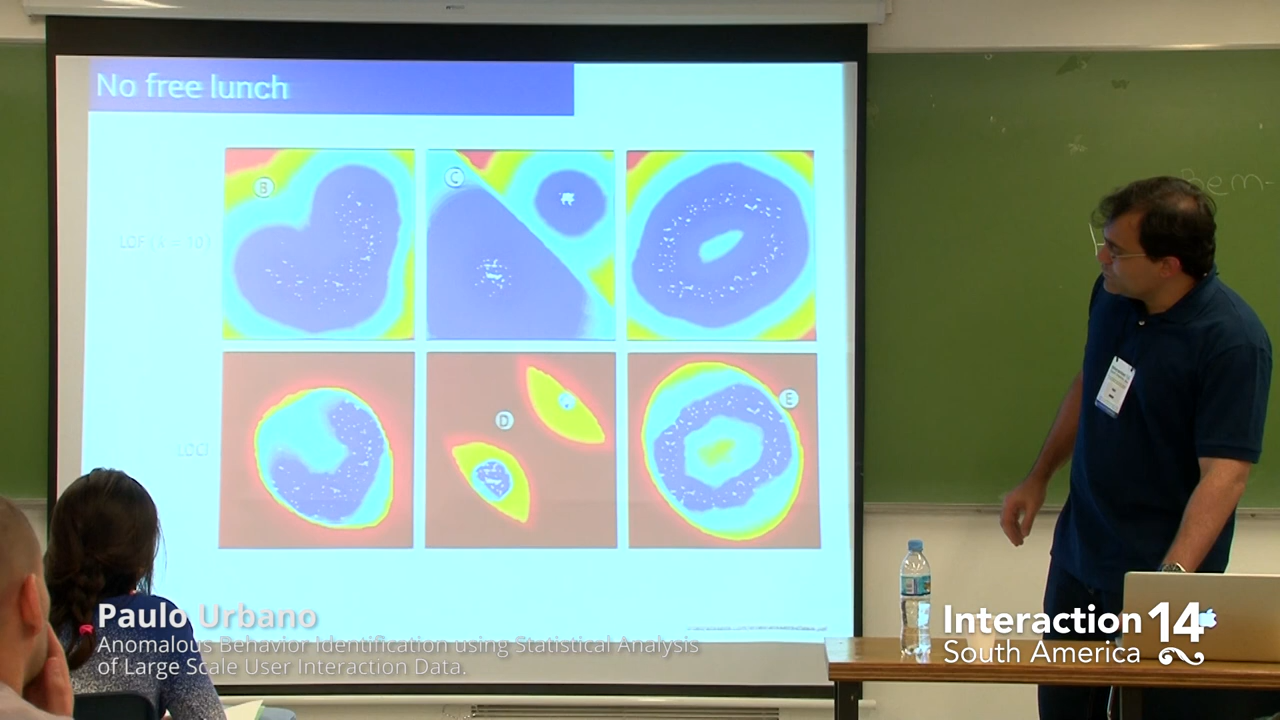 No free lunch
B
C
LOF (k = 10)
D
E
LOCI
Bem-
Paulo Urbano
Anomalous Behavior Identification using Statistical Analysis
of Large Scale User Interaction Data.
Interaction 14
South America